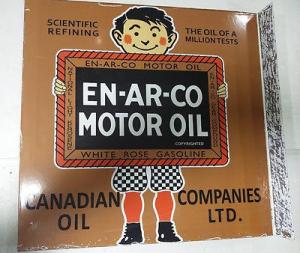 SCIENTIFIC REFINING
THE OIL OF A MILLION TESTS
EN-AR-CO MOTOR OIL
EN-AR-CO
MOTOR OIL
COPYRIGHTED
WHITE ROSE GASOLINE
CANADIAN OIL
COMPANIES LTD.